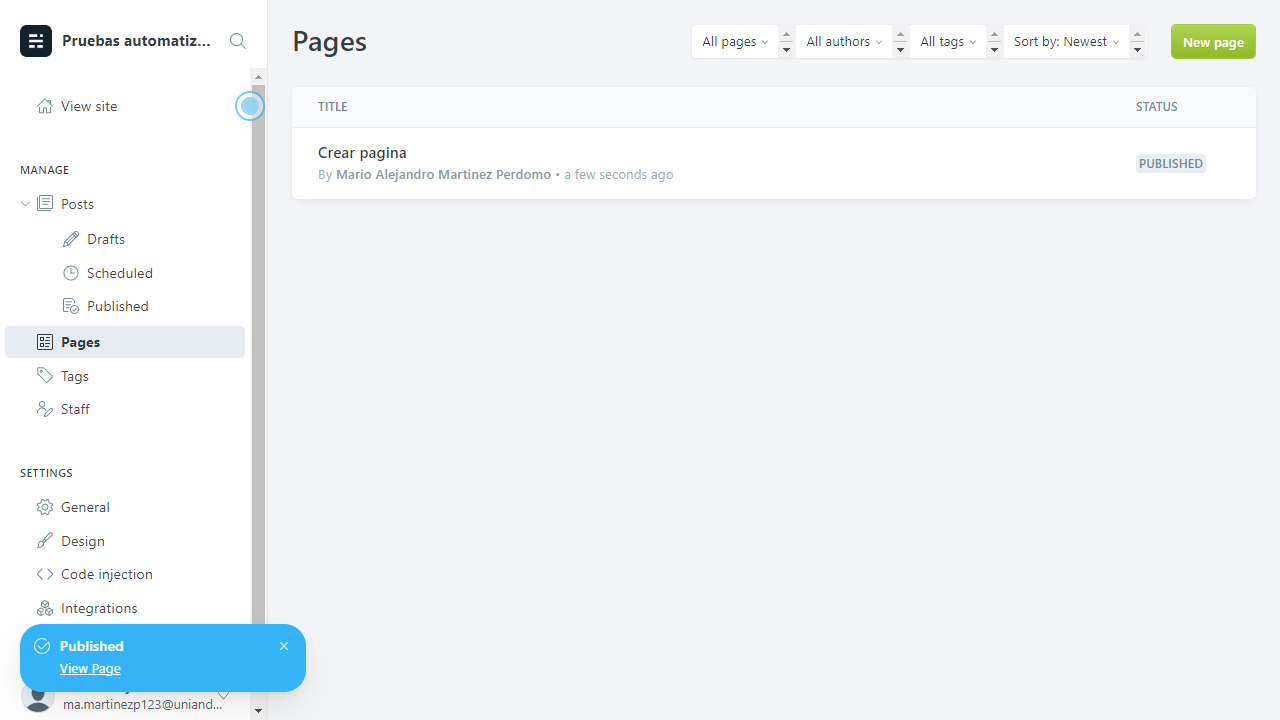 Pruebas automatiz...
View site
MANAGE
Posts
Drafts
Scheduled
Published
Pages
Tags
Staff
SETTINGS
General
Design
Code injection
Integrations
Published
View Page
ma.martinezp123@uniand...
Pages
All pages
All authors
All tags
Sort by: Newest
New page
TITLE
STATUS
Crear pagina
By Mario Alejandro Martinez Perdomo • a few seconds ago
PUBLISHED